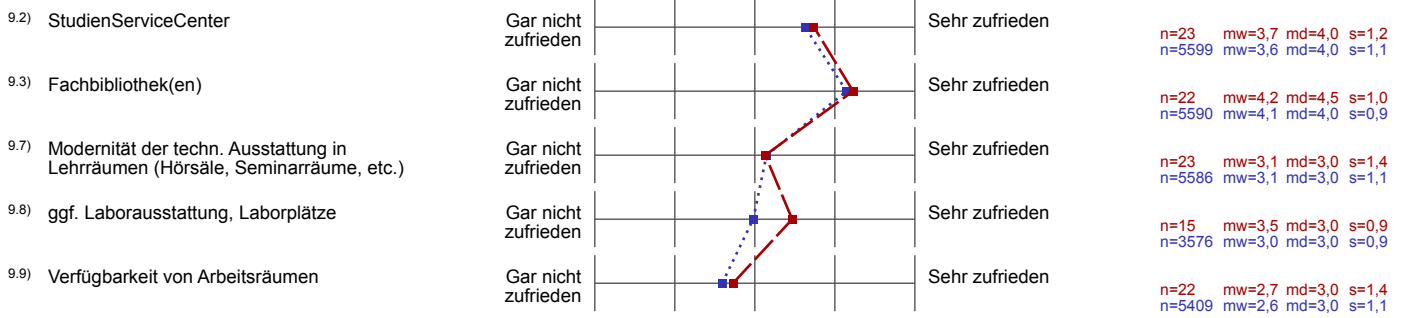 9.2) StudienServiceCenter
Gar nicht
zufrieden
Sehr zufrieden
n=23 mw=3,7 md=4,0 s=1,2
n=5599 mw=3,6 md=4,0 s=1,1
9.3) Fachbibliothek(en)
Gar nicht
zufrieden
Sehr zufrieden
n=22 mw=4,2 md=4,5 s=1,0
n=5590 mw=4,1 md=4,0 s=0,9
9.7) Modernität der techn. Ausstattung in
Lehrräumen (Hörsäle, Seminarräume, etc.)
Gar nicht
zufrieden
Sehr zufrieden
n=23 mw=3,1 md=3,0 s=1,4
n=5586 mw=3,1 md=3,0 s=1,1
9.8) ggf. Laborausstattung, Laborplätze
Gar nicht
zufrieden
Sehr zufrieden
n=15 mw=3,5 md=3,0 s=0,9
n=3576 mw=3,0 md=3,0 s=0,9
9.9) Verfügbarkeit von Arbeitsräumen
Gar nicht
zufrieden
Sehr zufrieden
n=22 mw=2,7 md=3,0 s=1,4
n=5409 mw=2,6 md=3,0 s=1,1